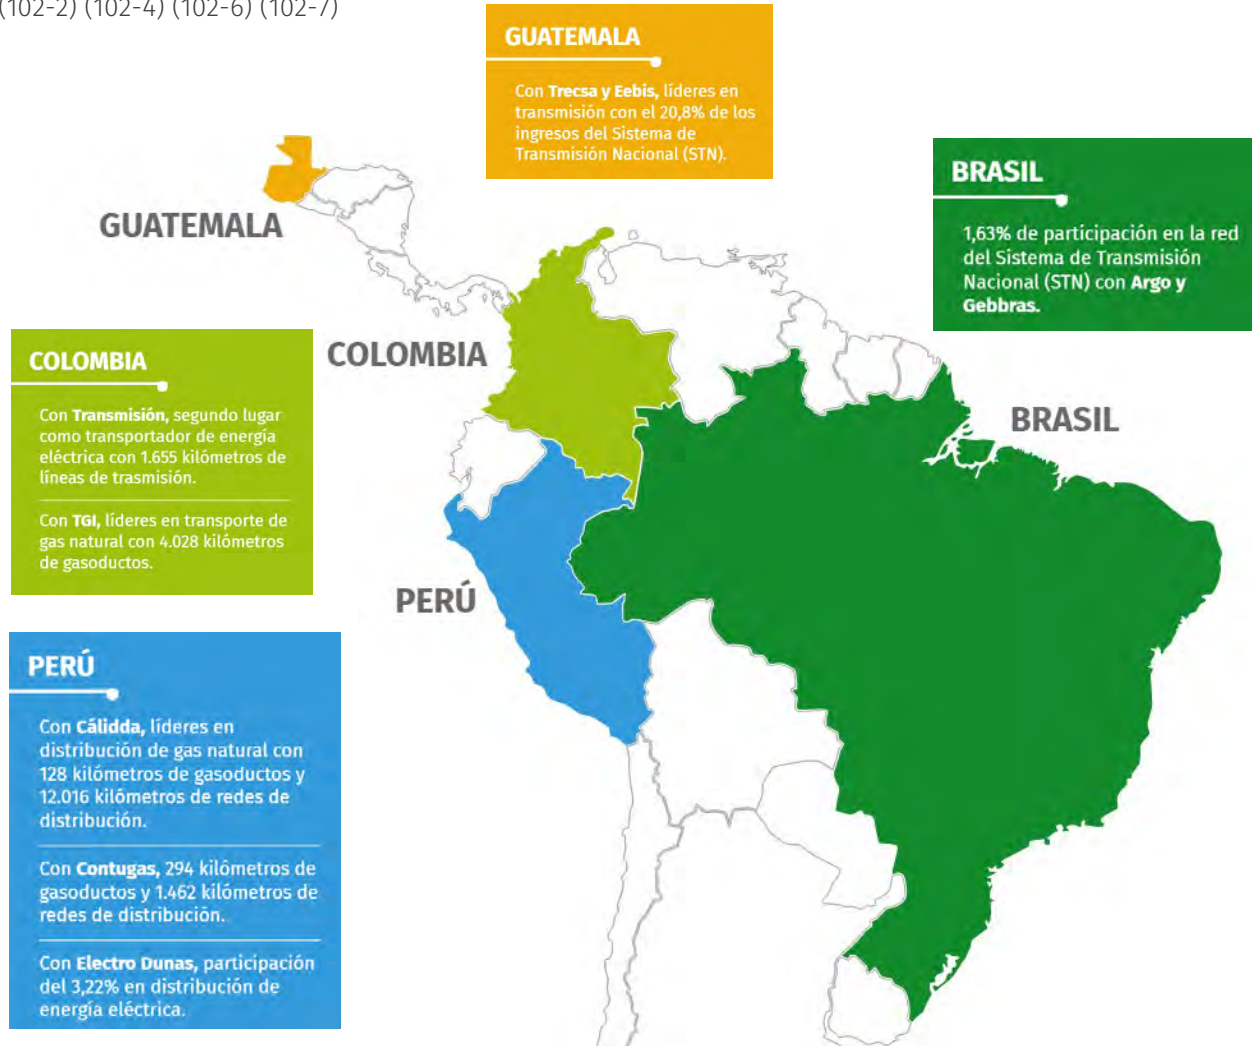 (102-2) (102-4) (102-6) (102-7)
GUATEMALA
Con Trecsa y Eebis, líderes en
transmisión con el 20,8% de los
ingresos del Sistema de
Transmisión Nacional (STN).
BRASIL
1,63% de participación en la red
del Sistema de Transmisión
Nacional (STN) con Argo y
Gebbras.
GUATEMALA
COLOMBIA
BRASIL
PERÚ
COLOMBIA
Con Transmisión, segundo lugar
como transportador de energía
eléctrica con 1.655 kilómetros de
líneas de trasmisión.
Con TGI, líderes en transporte de
gas natural con 4.028 kilómetros
de gasoductos.
PERÚ
Con Cálidda, líderes en
distribución de gas natural con
128 kilómetros de gasoductos y
12.016 kilómetros de redes de
distribución.
Con Contugas, 294 kilómetros de
gasoductos y 1.462 kilómetros de
redes de distribución.
Con Electro Dunas, participación
del 3,22% en distribución de
energía eléctrica.